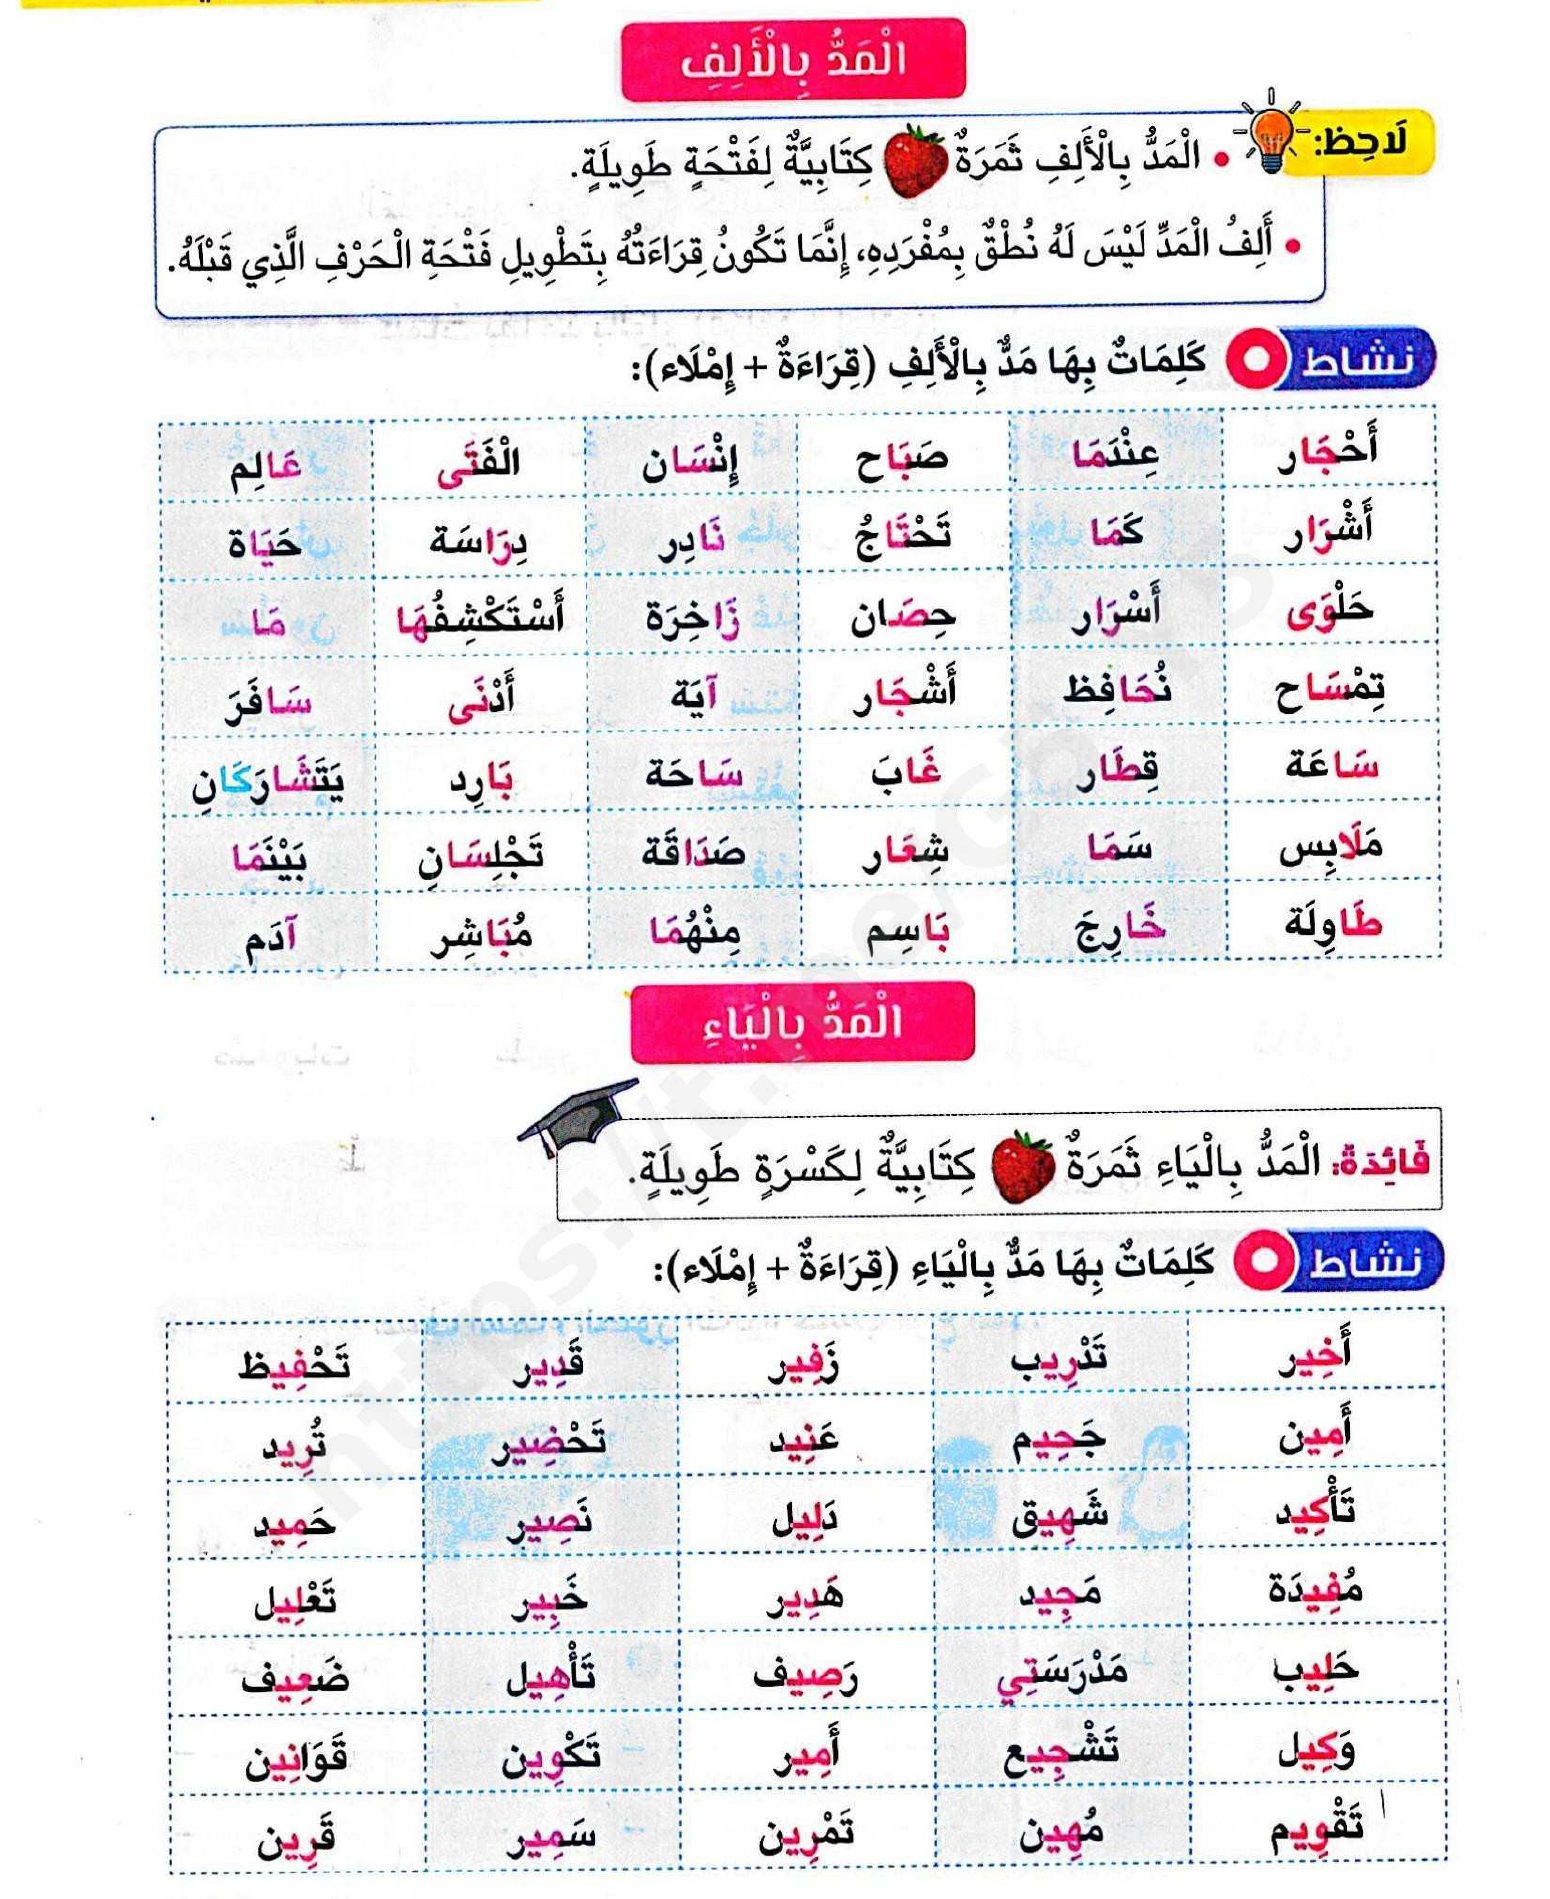 الْمَدُّ بِالْأَلِفِ
لَاحِظ:
• الْمَدُّ بِالْأَلِفِ ثَمَرَةٌ كِتَابِيَّةٌ لِفَتْحَةٍ طَوِيلَةٍ.
• أَلِفُ الْمَدِّ لَيْسَ لَهُ نُطْقٌ بِمُفْرَدِهِ، إِنَّمَا تَكُونُ قِرَاءَتُهُ بِتَطْوِيلِ فَتْحَةِ الْحَرْفِ الَّذِي قَبْلَهُ.
نشاط كَلِمَاتٌ بِهَا مَدٌّ بِالْأَلِفِ (قِرَاءَةٌ + إِمْلَاء):
أَحْجَار عِنْدَمَا صَبَاح إِنْسَان الْفَتَى عَالِم
أَشْرَار كَمَا تَحْتَاجُ نَادِر دِرَاسَة حَيَاة
حَلْوَى أَسْرَار حِصَان زَاخِرَة أَسْتَكْشِفُهَا مَا
تِمْسَاح نُحَافِظ أَشْجَار آيَة أَدْنَى سَافَرَ
سَاعَة قِطَار غَابَ سَاحَة بَارِد يَتَشَارَكَانِ
مَلَابِس سَمَا شِعَار صَدَاقَة تَجْلِسَانِ بَيْنَمَا
طَاوِلَة خَارِجَ بَاسِم مِنْهُمَا مُبَاشِر آدَم
الْمَدُّ بِالْيَاءِ
فَائِدَةٌ: الْمَدُّ بِالْيَاءِ ثَمَرَةٌ كِتَابِيَّةٌ لِكَسْرَةٍ طَوِيلَةٍ.
نشاط كَلِمَاتٌ بِهَا مَدٌّ بِالْيَاءِ (قِرَاءَةٌ + إِمْلَاء):
أَخِير تَدْرِيب زَفِير قَدِير تَحْفِيظ
أَمِين جَحِيم عَنِيد تَحْضِير تُرِيد
تَأْكِيد شَهِيق دَلِيل نَصِير حَمِيد
مُفِيدَة مَجِيد هَدِير خَبِير تَعْلِيل
حَلِيب مَدْرَسَتِي رَصِيف تَأْهِيل ضَعِيف
وَكِيل تَشْجِيع أَمِير تَكْوِين قَوَانِين
تَقْوِيم مُهِين تَمْرِين سَمِير قَرِين